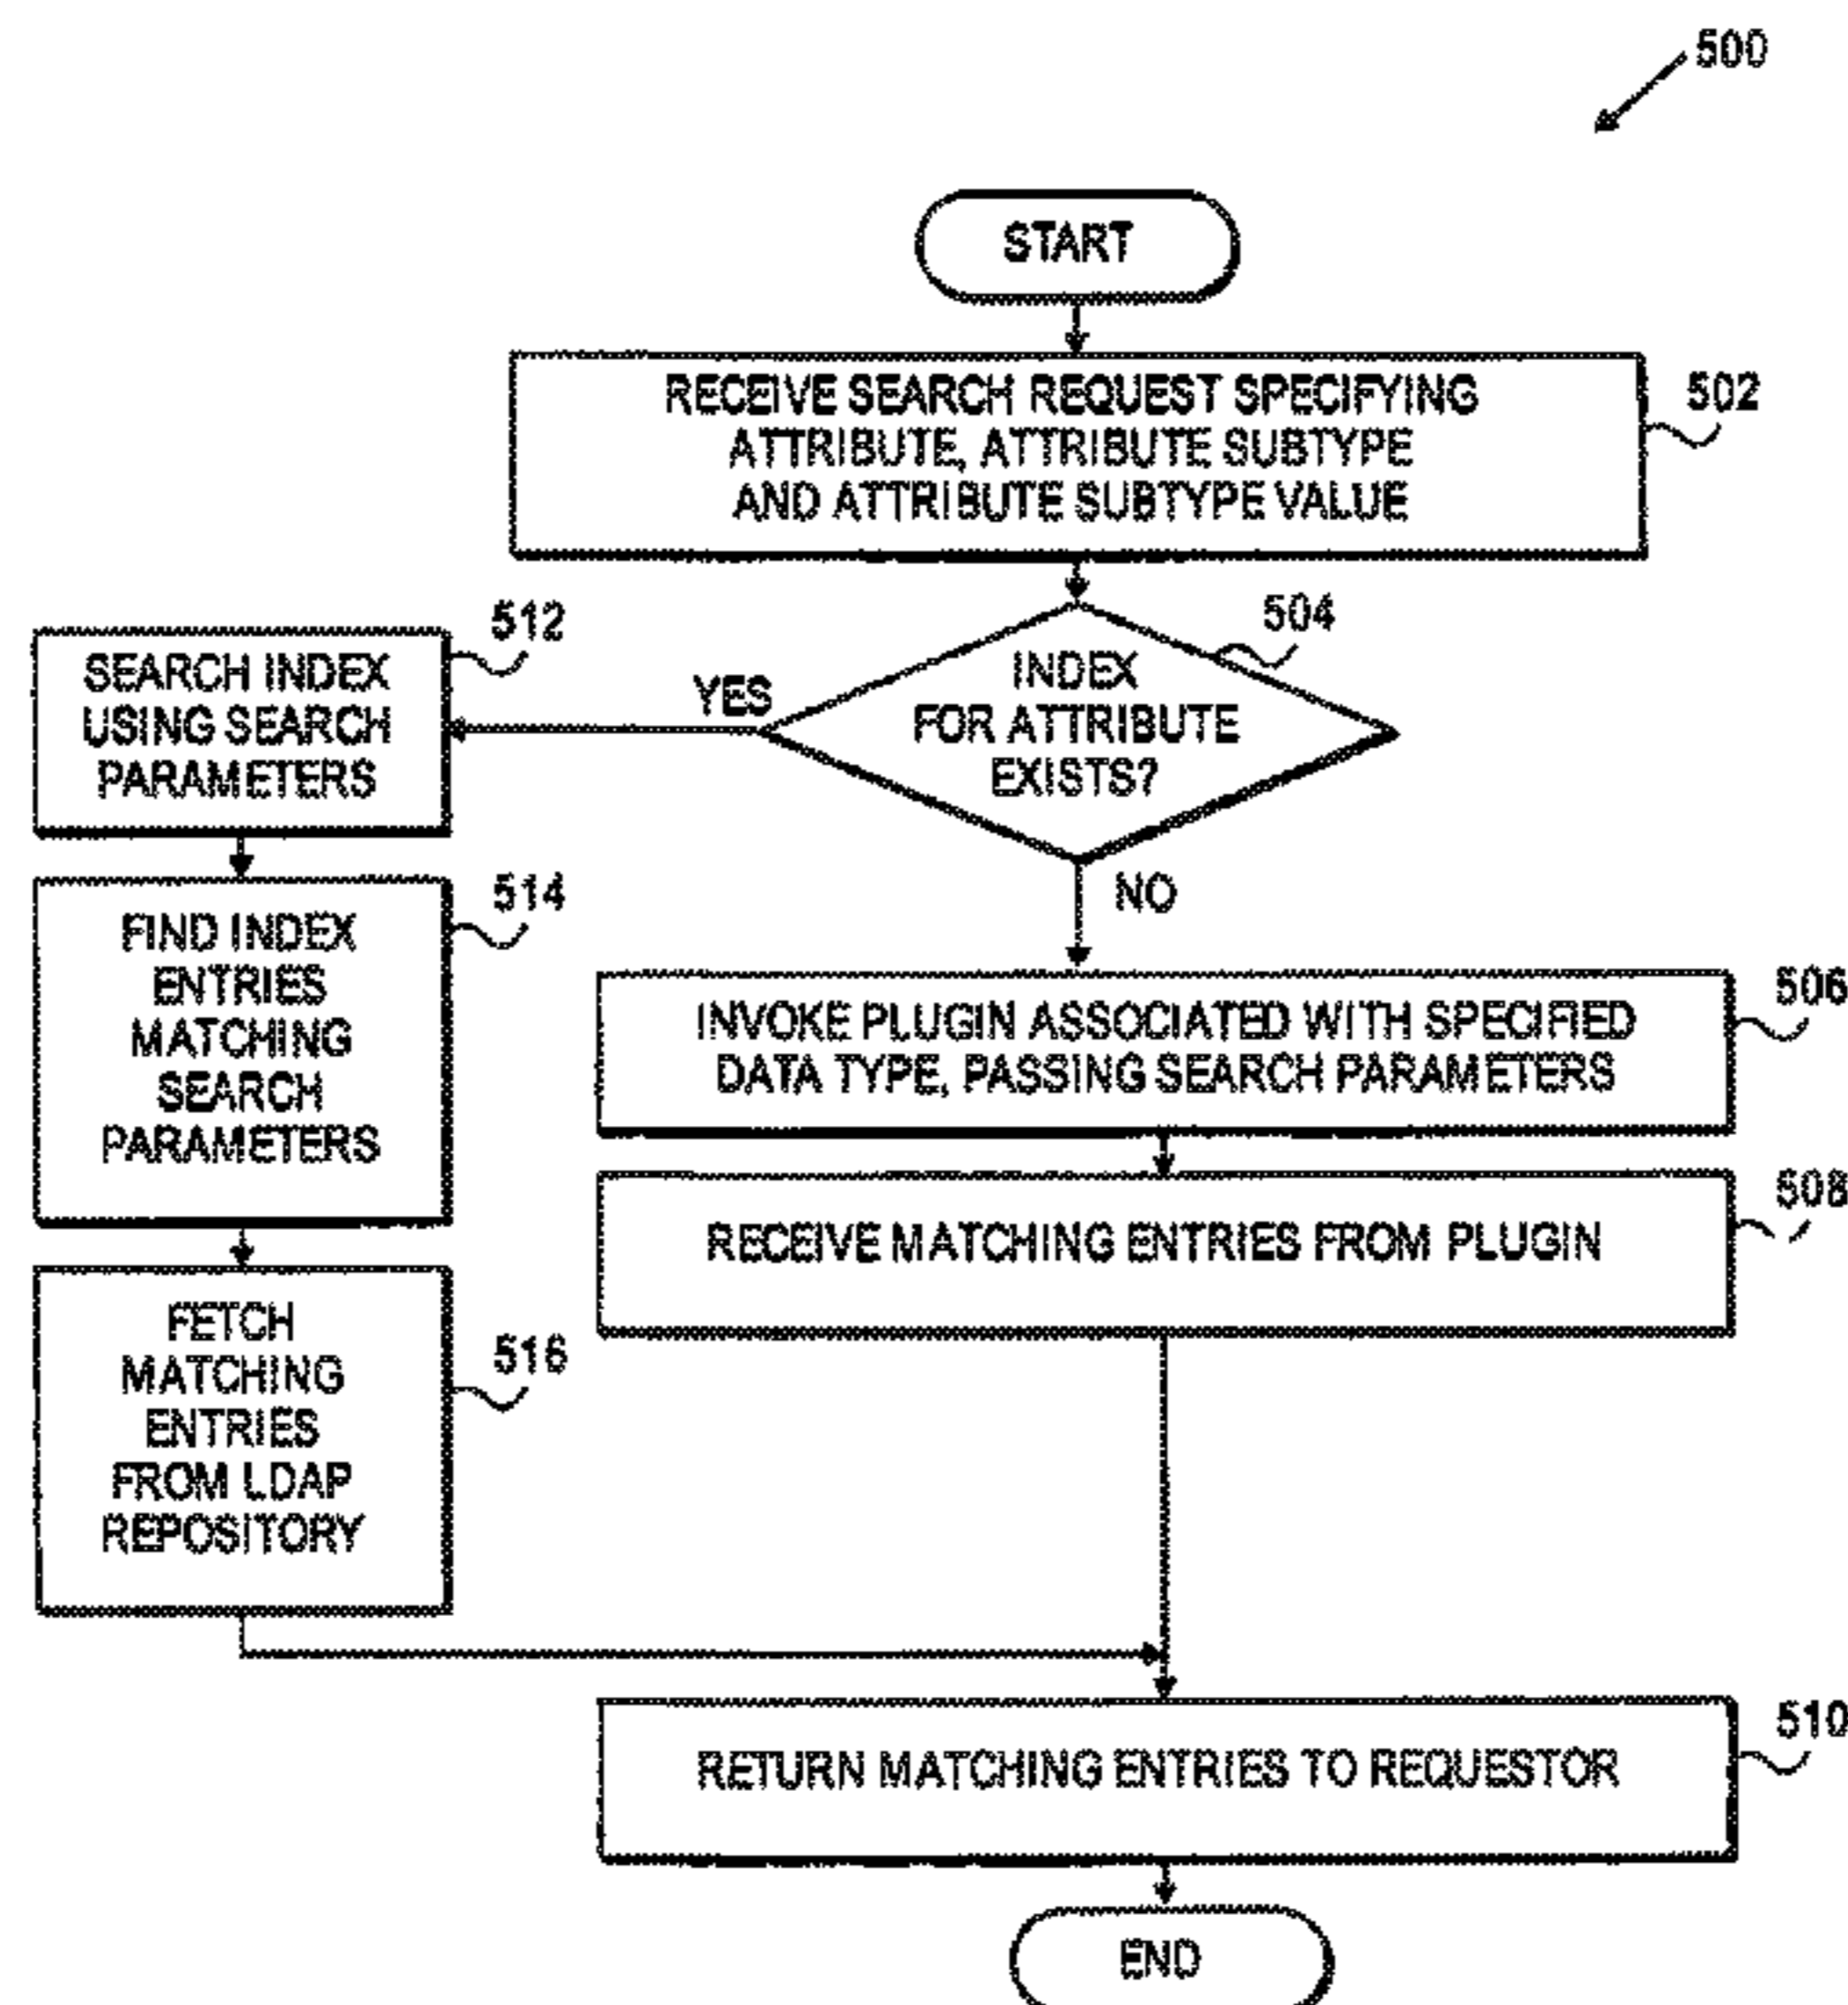 500
START
RECEIVE SEARCH REQUEST SPECIFYING
ATTRIBUTE, ATTRIBUTE SUBTYPE
AND ATTRIBUTE SUBTYPE VALUE
502
504
INDEX
FOR ATTRIBUTE
EXISTS?
YES
NO
512
SEARCH INDEX
USING SEARCH
PARAMETERS
514
FIND INDEX
ENTRIES
MATCHING
SEARCH
PARAMETERS
516
FETCH
MATCHING
ENTRIES
FROM LDAP
REPOSITORY
506
INVOKE PLUGIN ASSOCIATED WITH SPECIFIED
DATA TYPE, PASSING SEARCH PARAMETERS
508
RECEIVE MATCHING ENTRIES FROM PLUGIN
510
RETURN MATCHING ENTRIES TO REQUESTOR
END